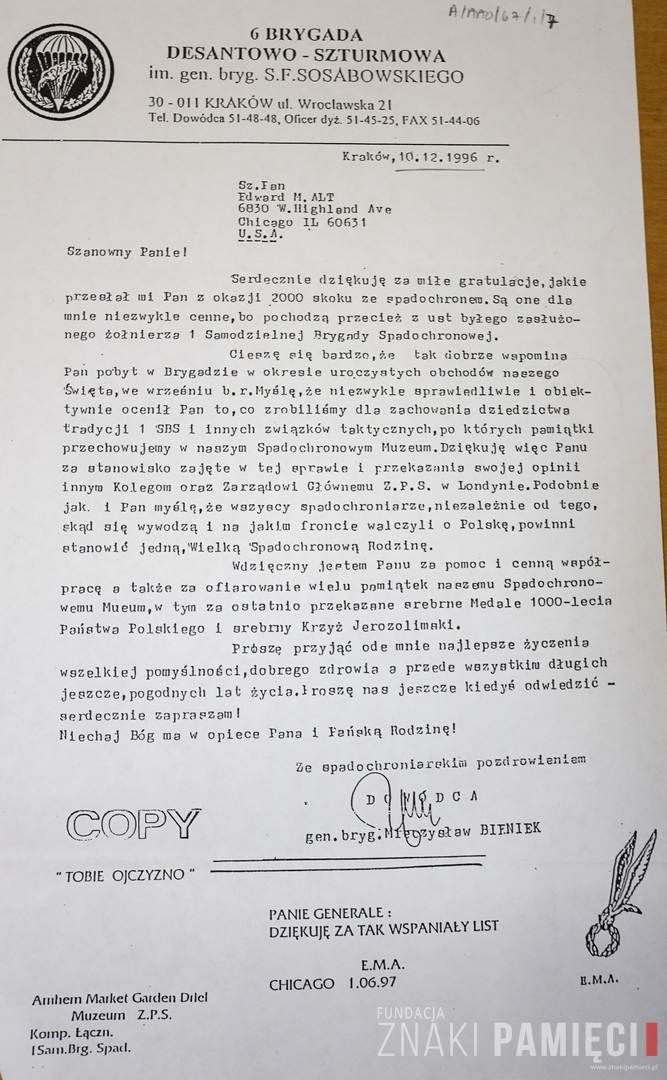 A/AAD/67/1/7
6 BRYGADA
DESANTOWO - SZTURMOWA
im. gen. bryg. S.F.SOSABOWSKIEGO
30 - 011 KRAKÓW ul. Wrocławska 21
Tel. Dowódca 51-48-48, Oficer dyż. 51-45-25, FAX 51-44-06
Kraków, 10.12.1996 r.
Sz.Pan
Edward M. ALT
6830 W.Highland Ave
Chicago IL 60631
U.S.A.
Szanowny Panie!
Serdecznie dziękuję za miłe gratulacje,jakie
przesłał mi Pan z okazji 2000 skoku ze spadochronem.Są one dla
mnie niezwykle cenne,bo pochodzą przecież z ust byłego zasłużo-
nego żołnierza 1 Samodzielnej Brygady Spadochronowej.
Cieszę się bardzo,że tak dobrze wspomina
Pan pobyt w Brygadzie w okresie uroczystych obchodów naszego
Święta,we wrześniu b.r.Myślę,że niezwykle sprawiedliwie i obiek-
tywnie ocenił Pan to,co zrobiliśmy dla zachowania dziedzictwa
tradycji 1 SBS i innych związków taktycznych,po których pamiątki
przechowujemy w naszym Spadochronowym Muzeum.Dziękuję więc Panu
za stanowisko zajęte w tej sprawie i przekazania swojej opinii
innym Kolegom oraz Zarządowi Głównemu Z.P.S. w Londynie.Podobnie
jak. i Pan myślę,że wszyscy spadochroniarze,niezależnie od tego,
skąd się wywodzą i na jakim froncie walczyli o Polskę,powinni
stanowić jedną,Wielką Spadochronową Rodzinę.
Wdzięczny jestem Panu za pomoc i cenną współ-
pracę a także za ofiarowanie wielu pomiątek naszemu Spadochrono-
wemu Mueum,w tym za ostatnio przekazane srebrne Medale 1000-lecia
Państwa Polskiego i srebrny Krzyż Jerozolimski.
Prószę przyjąć ode mnie najlepsze życzenia
wszelkiej pomyślności,dobrego zdrowia a przede wszystkim długich
jeszcze,pogodnych lat życia.Proszę nas jeszcze kiedyś odwiedzić -
serdecznie zapraszam!
Niechaj Bóg ma w opiece Pana i Pańską Rodzinę!
Ze spadochroniarskim pozdrowieniem
DOWÓDCA
gen.bryg.Mieczysław BIENIEK
COPY
" TOBIE OJCZYZNO "
PANIE GENERALE :
DZIĘKUJĘ ZA TAK WSPANIAŁY LIST
E.M.A.
CHICAGO 1.06.97
E.M.A.
Arnhem Market Garden Driel
Muzeum Z.P.S.
Komp. Łączn.
1Sam.Brg. Spad.
FUNDACJA
ZNAKI PAMIĘCI
www.znakipamieci.pl